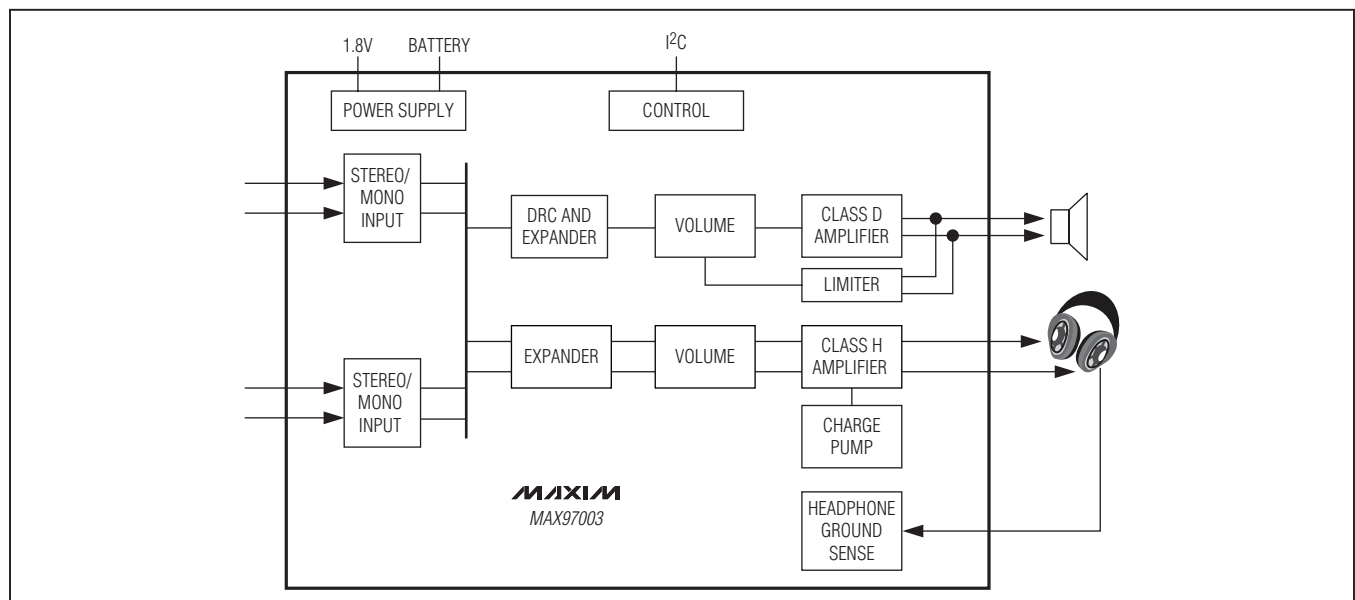 1.8V
BATTERY
I2C
POWER SUPPLY
CONTROL
STEREO/
MONO
INPUT
DRC AND
EXPANDER
VOLUME
CLASS D
AMPLIFIER
LIMITER
STEREO/
MONO
INPUT
EXPANDER
VOLUME
CLASS H
AMPLIFIER
CHARGE
PUMP
MAXIM
MAX97003
HEADPHONE
GROUND
SENSE